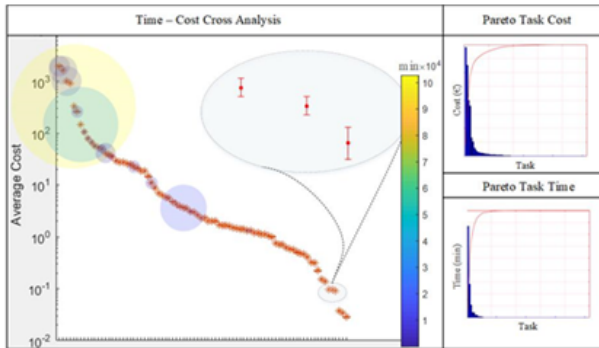 Time – Cost Cross Analysis
Pareto Task Cost
min×10⁴
10³
10²
10¹
10⁰
10⁻¹
10⁻²
Average Cost
10
9
8
7
6
5
4
3
2
1
Cost (€)
Task
Pareto Task Time
Time (min)
Task